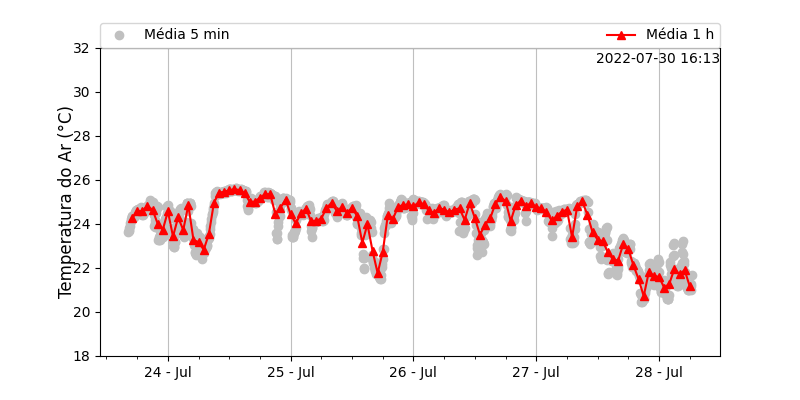 Média 5 min
Média 1 h
2022-07-30 16:13
Temperatura do Ar (°C)
32
30
28
26
24
22
20
18
24 - Jul
25 - Jul
26 - Jul
27 - Jul
28 - Jul